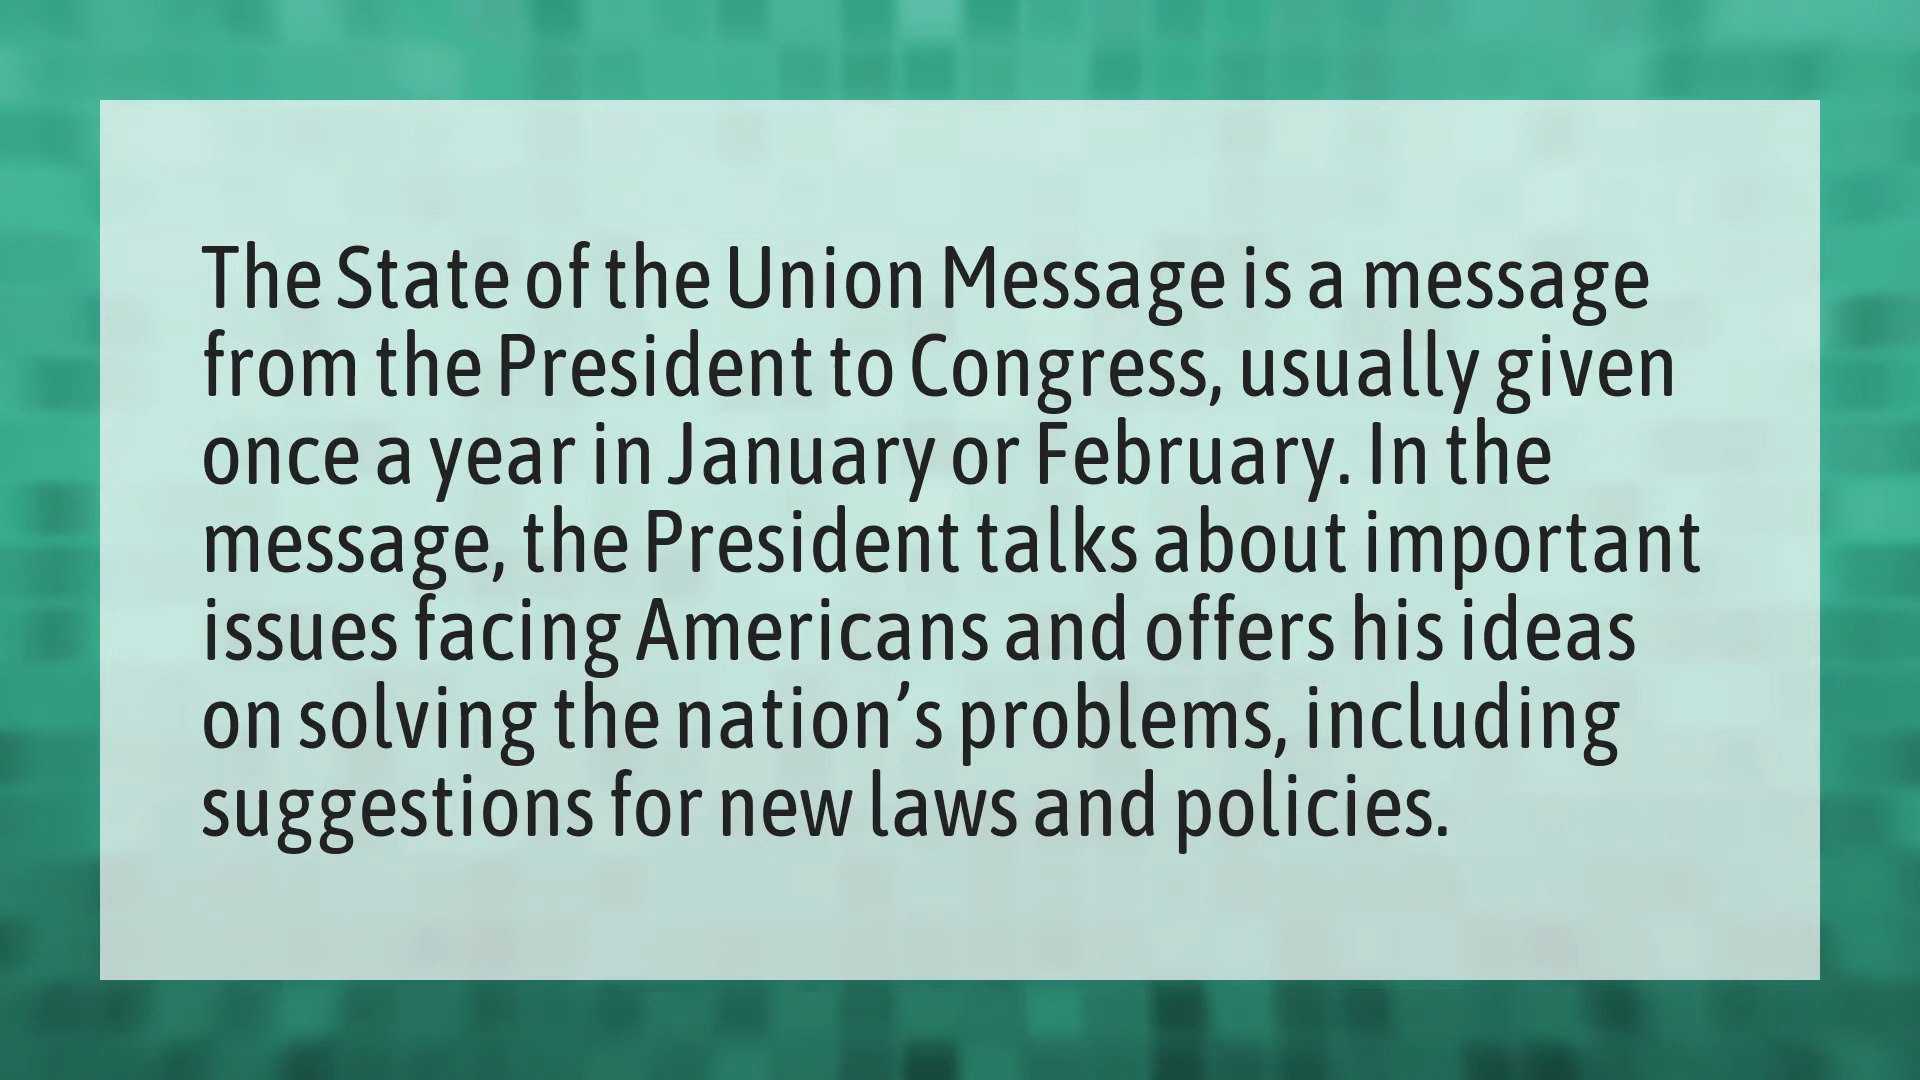 The State of the Union Message is a message
from the President to Congress, usually given
once a year in January or February. In the
message, the President talks about important
issues facing Americans and offers his ideas
on solving the nation’s problems, including
suggestions for new laws and policies.